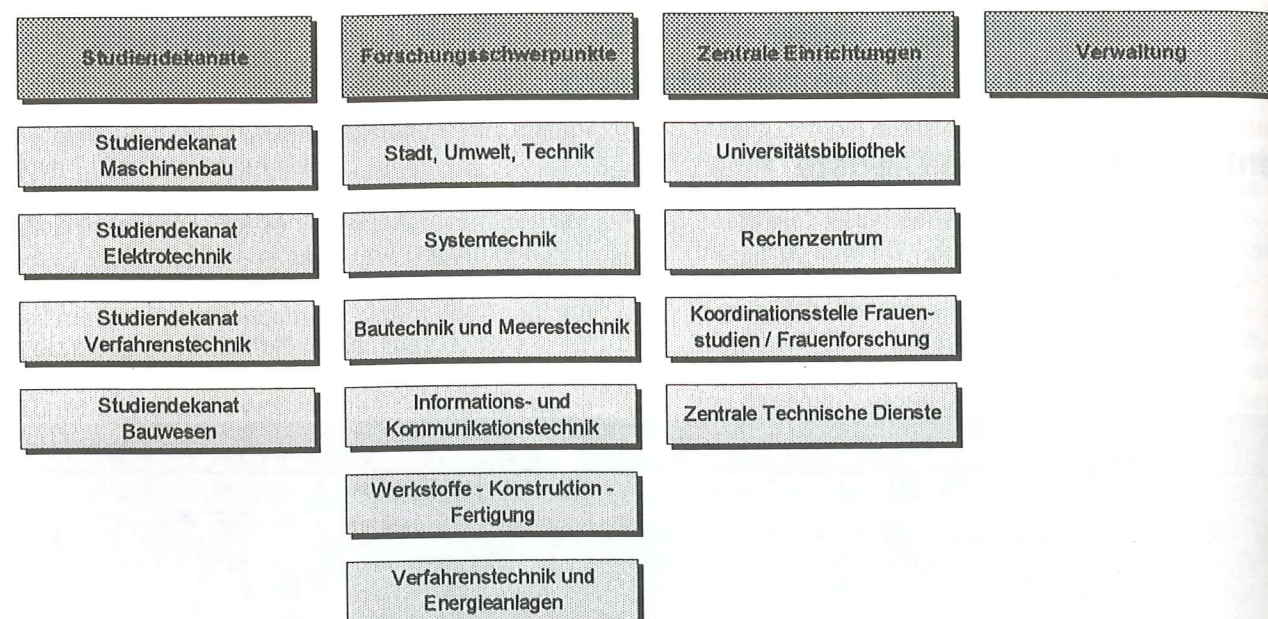 Studiendekanate
Forschungsschwerpunkte
Zentrale Einrichtungen
Verwaltung
Studiendekanat
Maschinenbau
Studiendekanat
Elektrotechnik
Studiendekanat
Verfahrenstechnik
Studiendekanat
Bauwesen
Stadt, Umwelt, Technik
Systemtechnik
Bautechnik und Meerestechnik
Informations- und
Kommunikationstechnik
Werkstoffe - Konstruktion -
Fertigung
Verfahrenstechnik und
Energieanlagen
Universitätsbibliothek
Rechenzentrum
Koordinationsstelle Frauen-
studien / Frauenforschung
Zentrale Technische Dienste